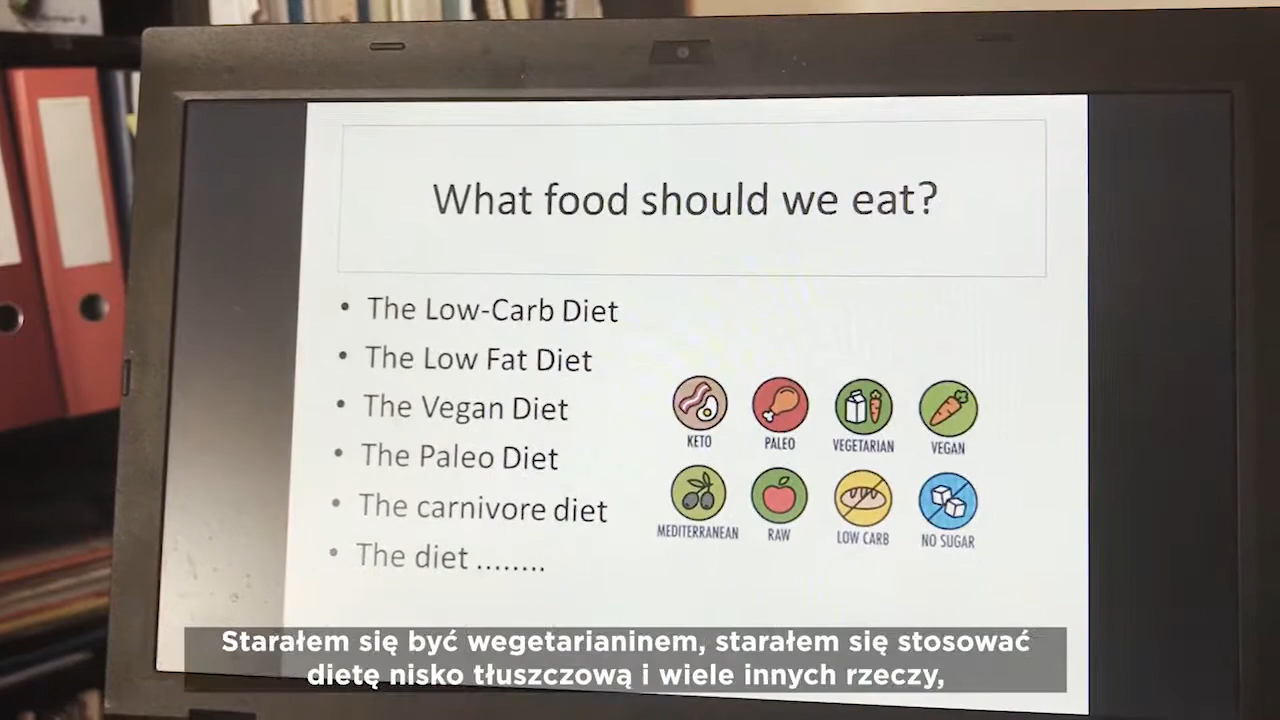 What food should we eat?
• The Low-Carb Diet
• The Low Fat Diet
• The Vegan Diet
• The Paleo Diet
• The carnivore diet
• The diet ........
KETO
PALEO
VEGETARIAN
VEGAN
MEDITERRANEAN
RAW
LOW CARB
NO SUGAR
Starałem się być wegetarianinem, starałem się stosować
dietę nisko tłuszczową i wiele innych rzeczy,